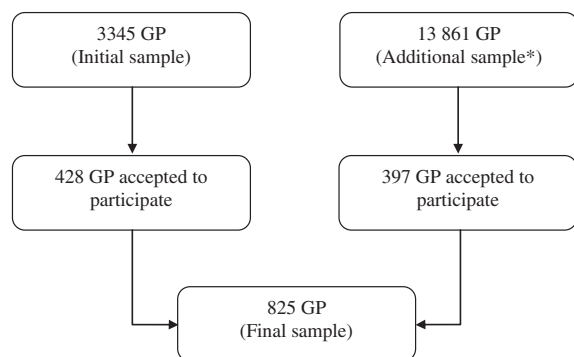 3345 GP
(Initial sample)
13 861 GP
(Additional sample*)
428 GP accepted to
participate
397 GP accepted to
participate
825 GP
(Final sample)